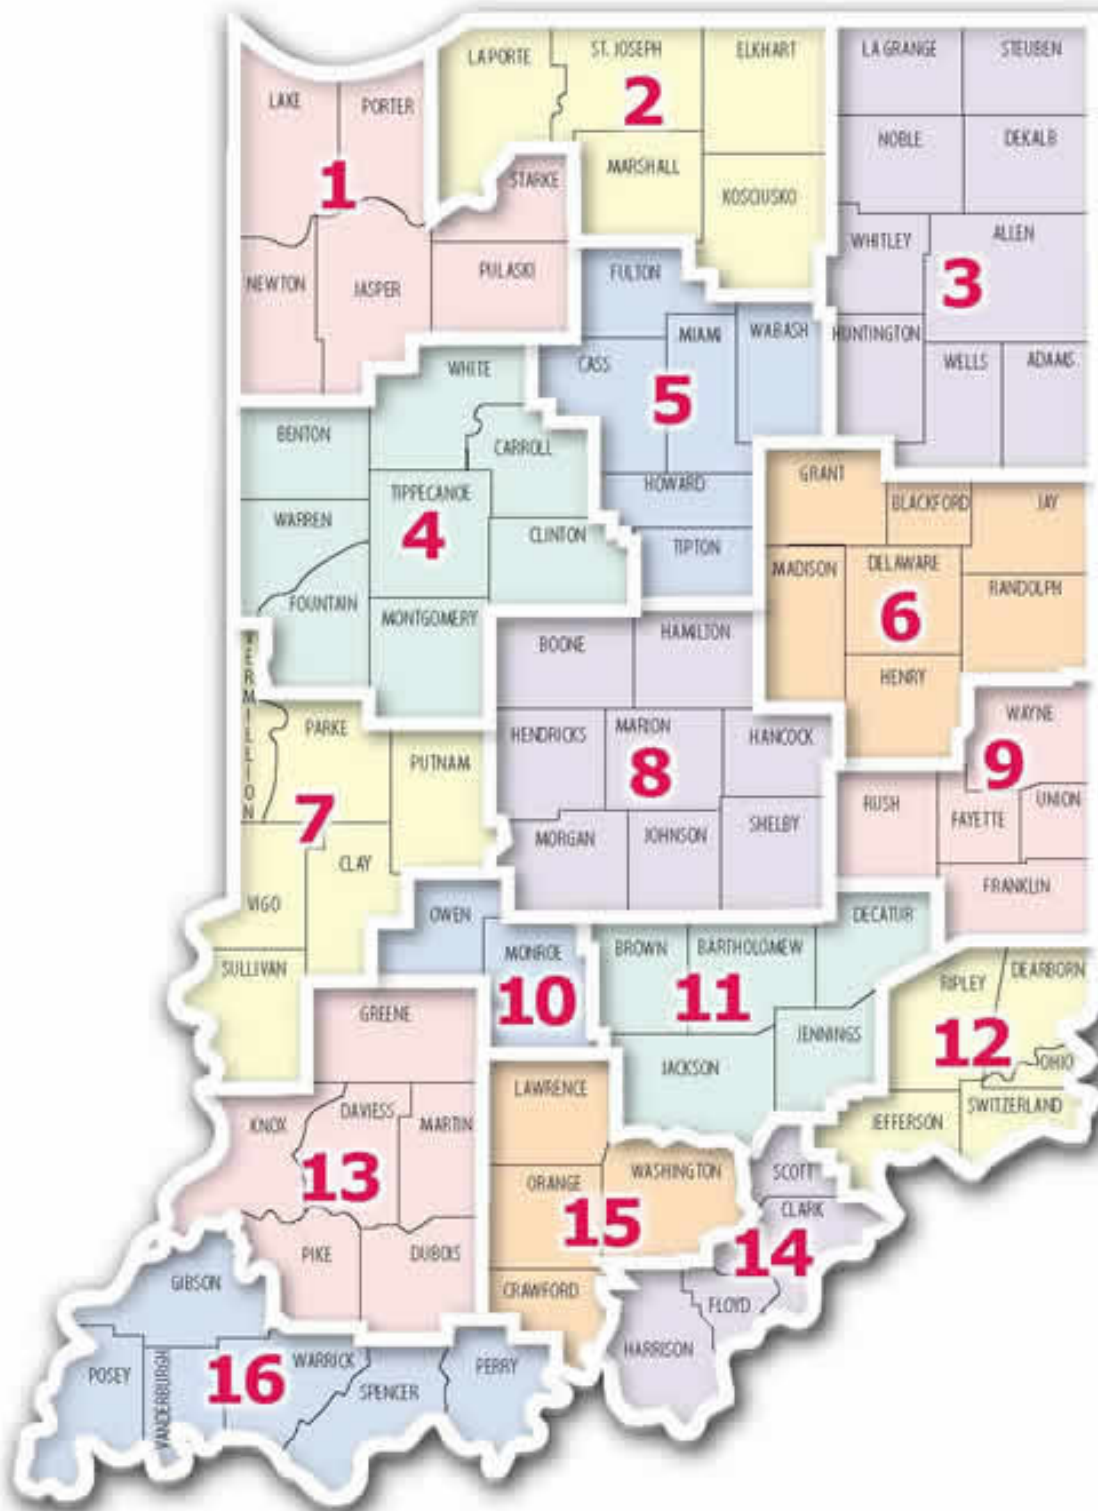 LAPORTE
ST. JOSEPH
ELKHART
LA GRANGE
STEUBEN
LAKE
PORTER
2
NOBLE
DEKALB
1
MARSHALL
STARKE
KOSCIUSKO
WHITLEY
ALLEN
NEWTON
JASPER
PULASKI
FULTON
3
MIAMI
WABASH
HUNTINGTON
WHITE
CASS
5
WELLS
ADAMS
BENTON
CARROLL
HOWARD
GRANT
BLACKFORD
JAY
WARREN
TIPPECANOE
4
CLINTON
TIPTON
MADISON
DELAWARE
RANDOLPH
FOUNTAIN
MONTGOMERY
BOONE
HAMILTON
6
HENRY
VERMILLION
PARKE
PUTNAM
HENDRICKS
MARION
HANCOCK
WAYNE
8
9
7
RUSH
FAYETTE
UNION
MORGAN
JOHNSON
SHELBY
CLAY
FRANKLIN
VIGO
OWEN
DECATUR
SULLIVAN
MONROE
BROWN
BARTHOLOMEW
RIPLEY
DEARBORN
10
11
GREENE
JENNINGS
12
OHIO
JACKSON
LAWRENCE
SWITZERLAND
KNOX
DAVIESS
MARTIN
JEFFERSON
13
ORANGE
WASHINGTON
SCOTT
15
CLARK
PIKE
DUBOIS
14
GIBSON
CRAWFORD
FLOYD
HARRISON
POSEY
VANDERBURGH
16
WARRICK
SPENCER
PERRY